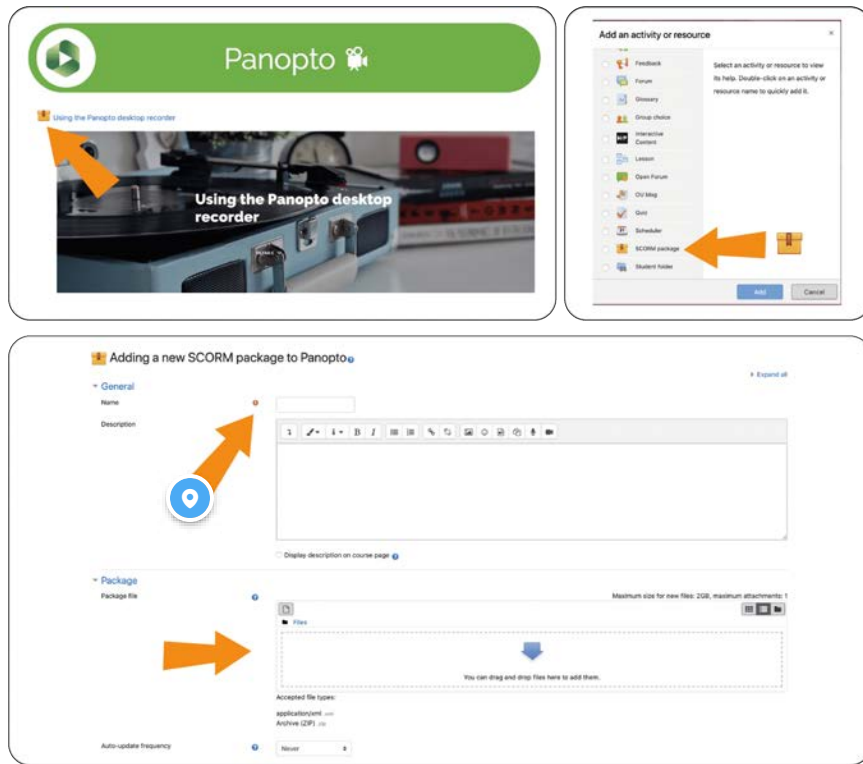 Panopto
Using the Panopto desktop recorder
Using the Panopto desktop
recorder
Add an activity or resource
×
Feedback
Forum
Glossary
Group choice
Interactive
Content
Lesson
Open Forum
OU blog
Quiz
Scheduler
SCORM package
Student folder
Select an activity or resource to view
its help. Double-click on an activity or
resource name to quickly add it.
Add
Cancel
Adding a new SCORM package to Panopto
Expand all
General
Name
Description
B I
Display description on course page
Package
Package file
Maximum size for new files: 2GB, maximum attachments: 1
Files
You can drag and drop files here to add them.
Accepted file types:
application/xml .xml
Archive (ZIP) .zip
Auto-update frequency
Never